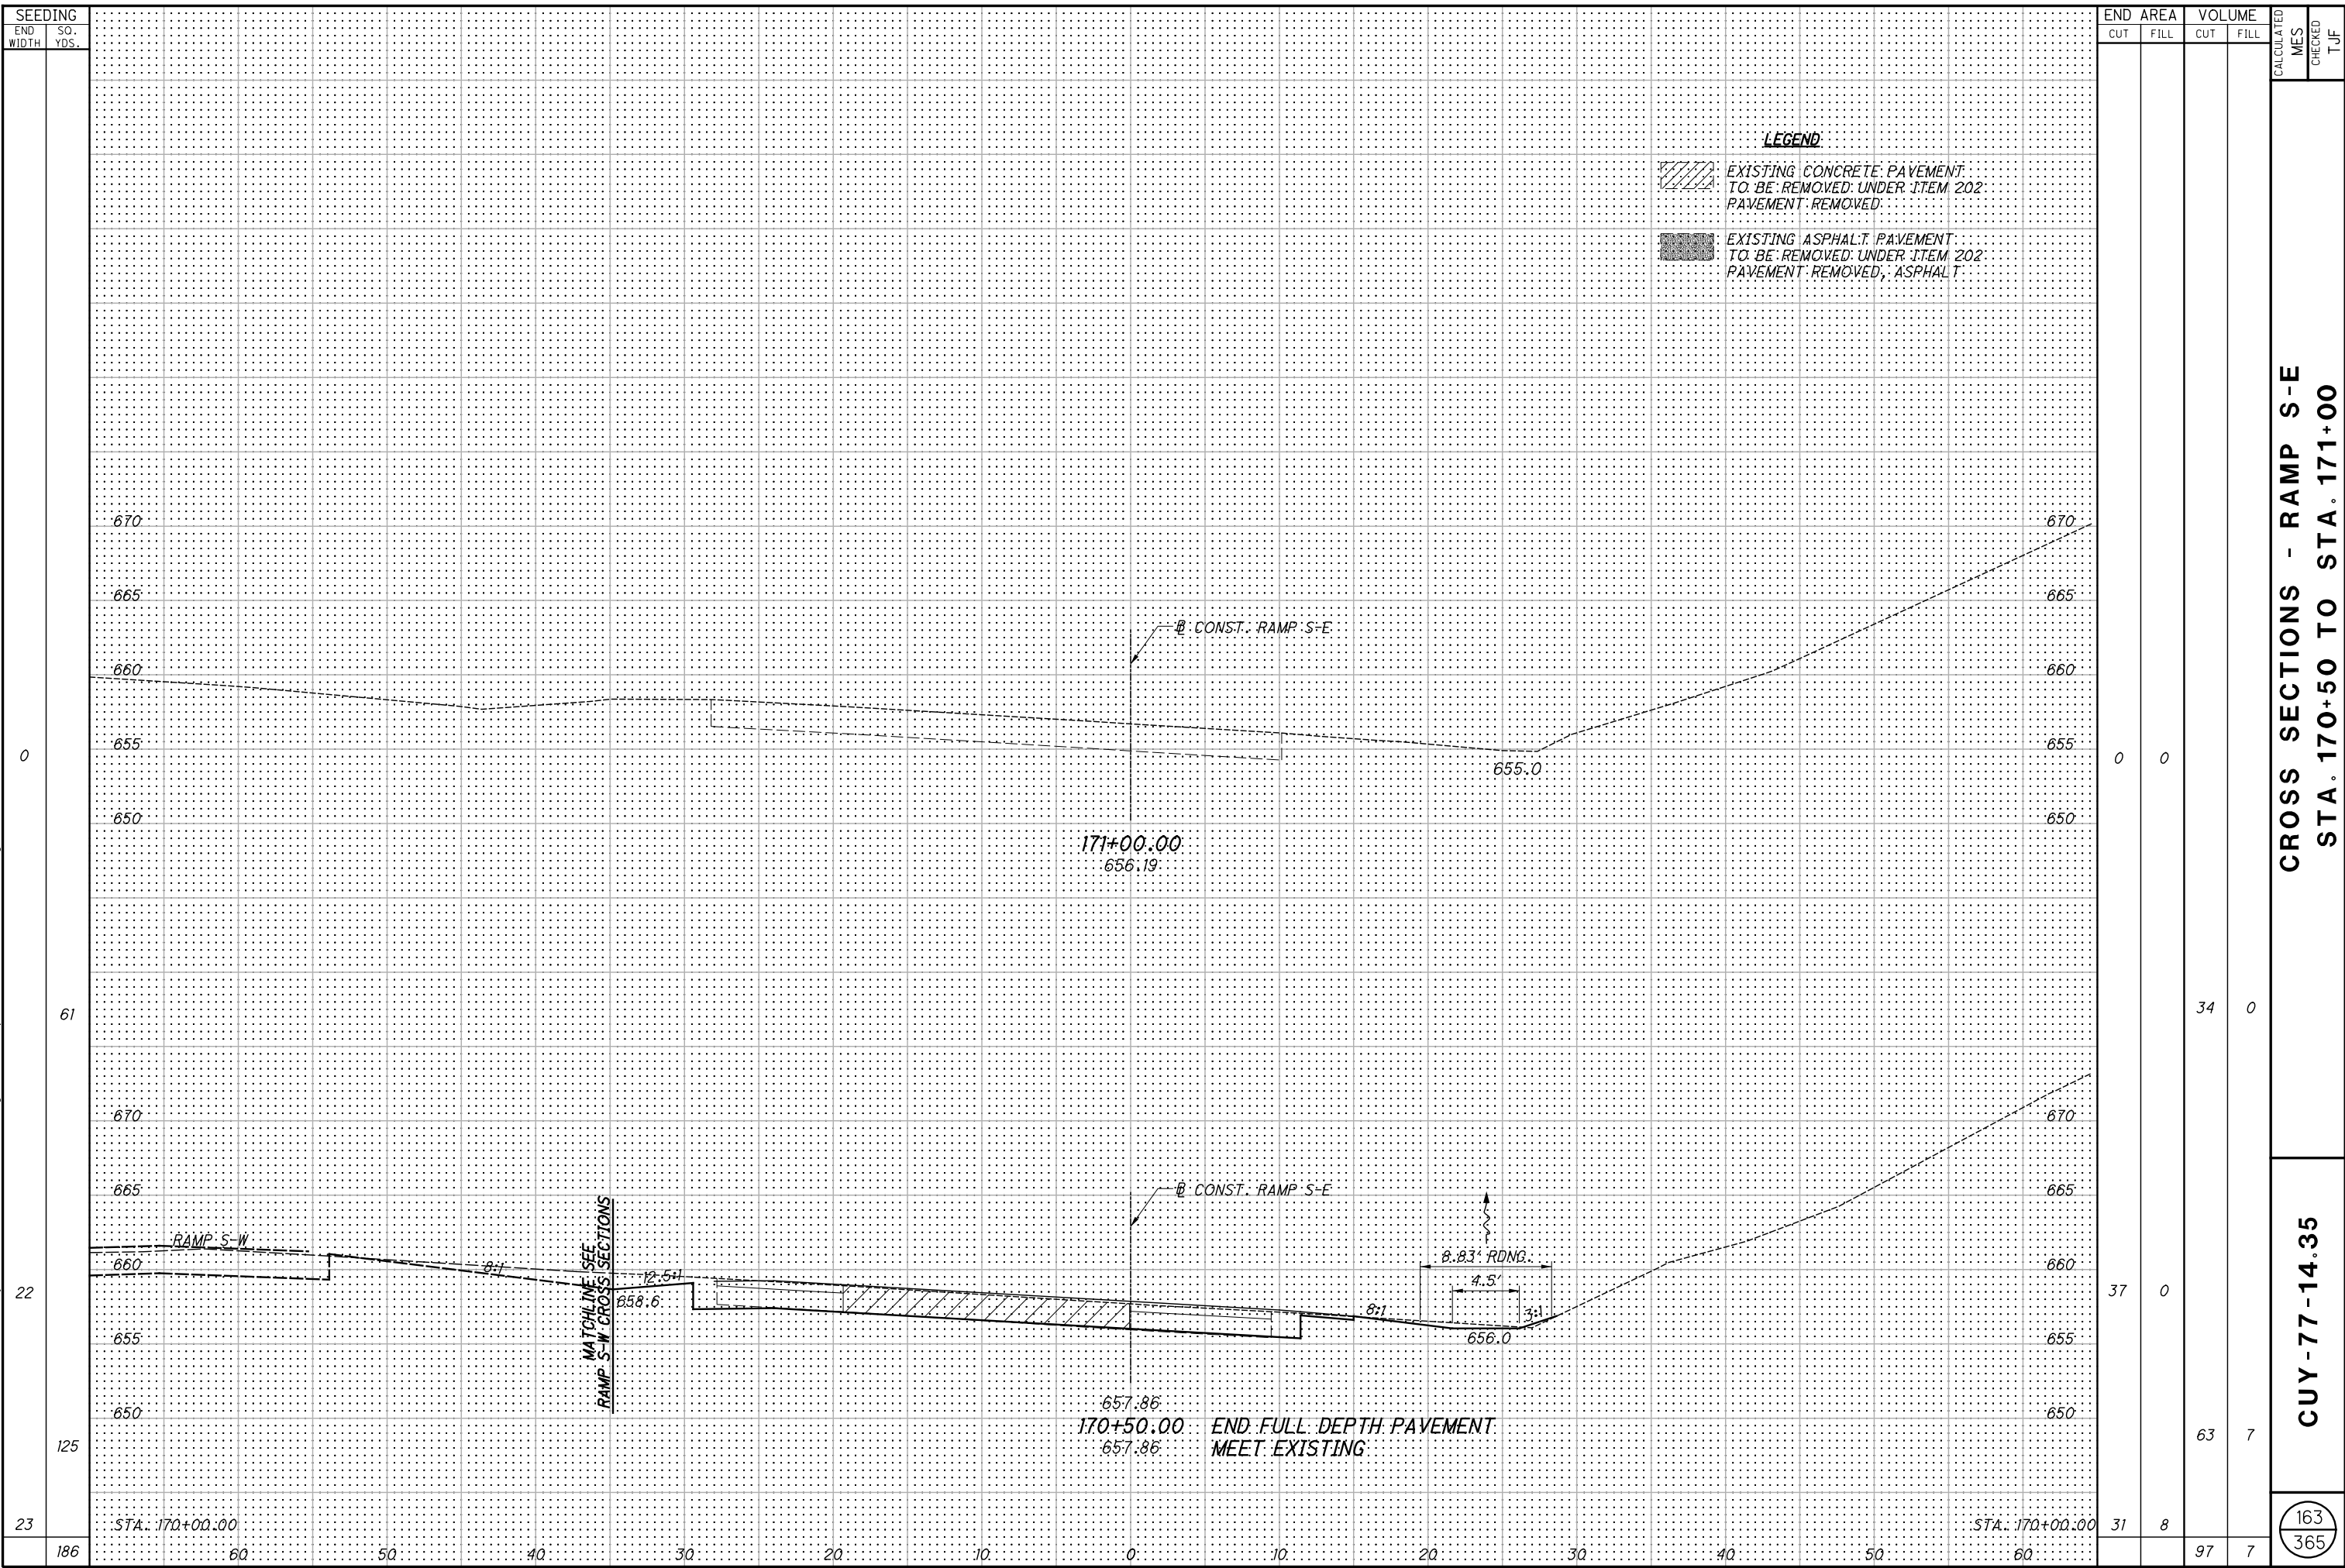 SEEDING
END WIDTH
SQ. YDS.
END AREA
VOLUME
CUT
FILL
CUT
FILL
CALCULATED
MES
CHECKED
TJF
LEGEND
EXISTING CONCRETE PAVEMENT
TO BE REMOVED UNDER ITEM 202
PAVEMENT REMOVED
EXISTING ASPHALT PAVEMENT
TO BE REMOVED UNDER ITEM 202
PAVEMENT REMOVED, ASPHALT
CROSS SECTIONS - RAMP S-E
STA. 170+50 TO STA. 171+00
670
670
665
665
CONST. RAMP S-E
660
660
655
655
0
655.0
0
0
650
650
171+00.00
656.19
61
34
0
670
670
665
665
CONST. RAMP S-E
RAMP S-W
MATCHLINE SEE
RAMP S-W CROSS SECTIONS
8.83' RDNG.
660
660
8:1
12.5:1
4.5'
22
658.6
8:1
3:1
37
0
655
656.0
655
650
657.86
650
170+50.00 END FULL DEPTH PAVEMENT
657.86 MEET EXISTING
125
63
7
CUY-77-14.35
23
STA. 170+00.00
STA. 170+00.00
31
8
186
60
50
40
30
20
10
0
10
20
30
40
50
60
97
7
163
365